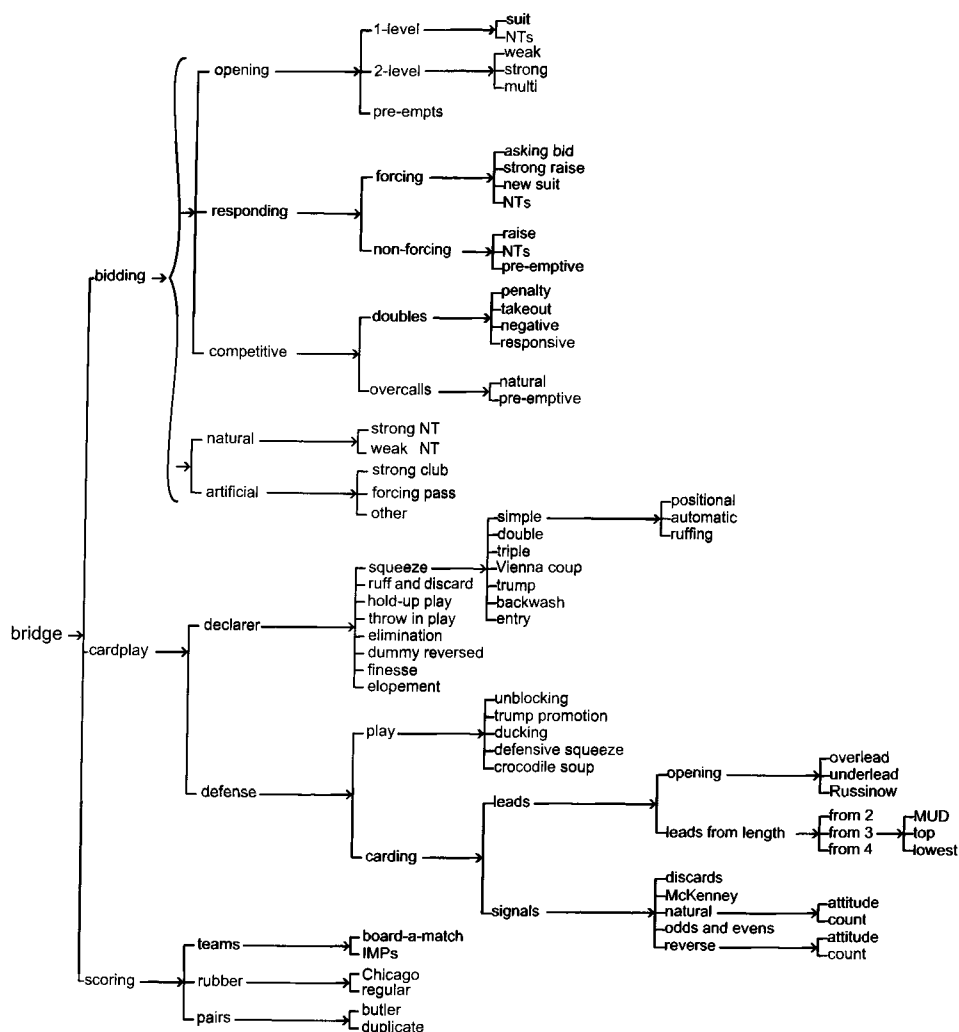 bridge
bidding
opening
1-level
suit
NTs
2-level
weak
strong
multi
pre-empts
responding
forcing
asking bid
strong raise
new suit
NTs
non-forcing
raise
NTs
pre-emptive
competitive
doubles
penalty
takeout
negative
responsive
overcalls
natural
pre-emptive
natural
strong NT
weak NT
artificial
strong club
forcing pass
other
cardplay
declarer
squeeze
simple
positional
automatic
ruffing
double
triple
Vienna coup
trump
backwash
entry
ruff and discard
hold-up play
throw in play
elimination
dummy reversed
finesse
elopement
defense
play
unblocking
trump promotion
ducking
defensive squeeze
crocodile soup
carding
leads
opening
overlead
underlead
Russinow
leads from length
from 2
from 3
MUD
top
lowest
from 4
signals
discards
McKenney
natural
attitude
count
odds and evens
reverse
attitude
count
scoring
teams
board-a-match
IMPs
rubber
Chicago
regular
pairs
butler
duplicate